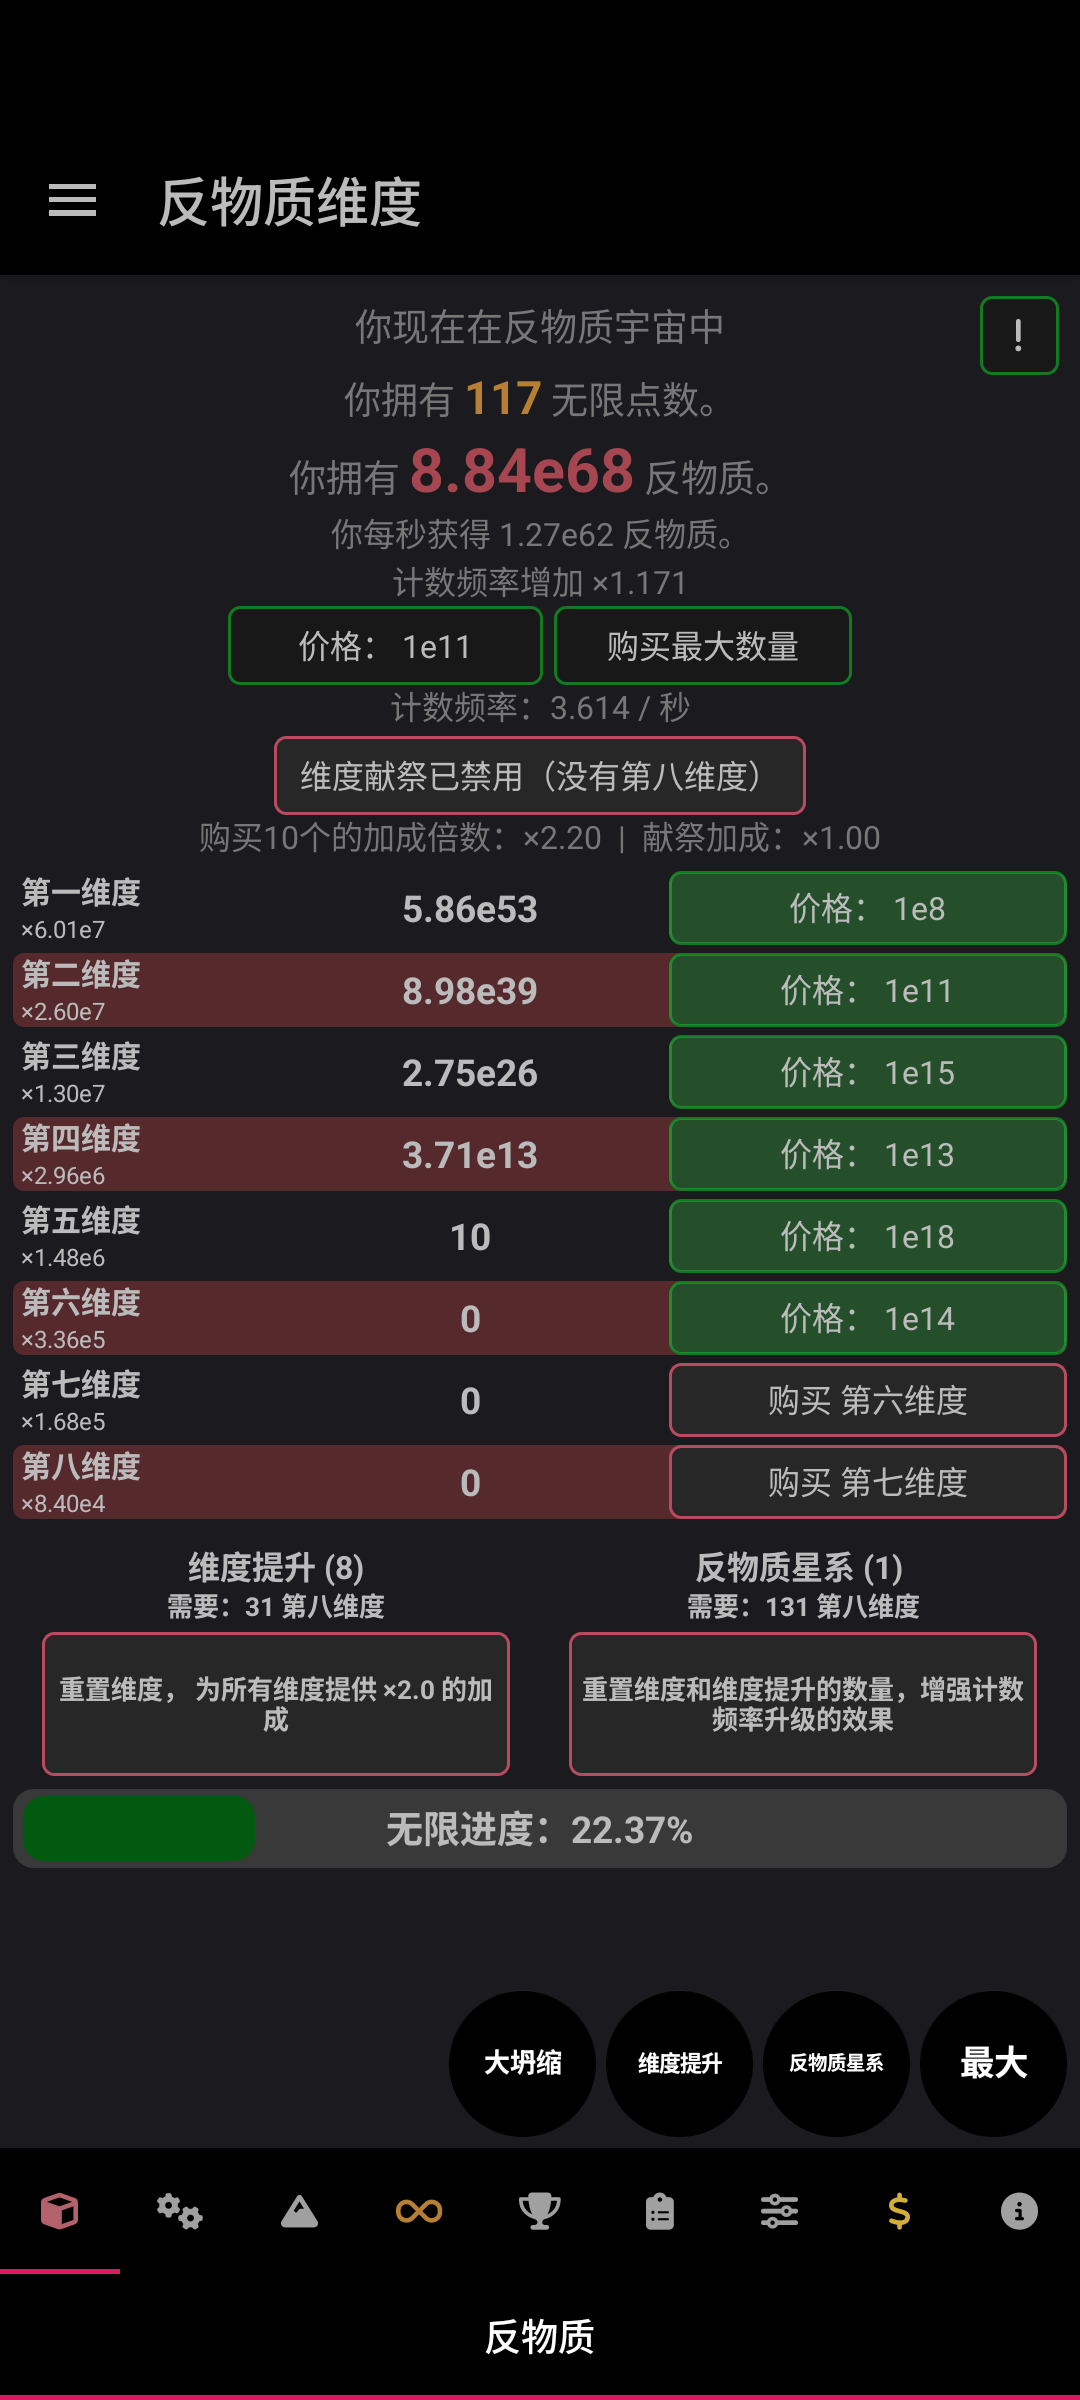 反物质维度
你现在在反物质宇宙中
!
你拥有 117 无限点数。
你拥有 8.84e68 反物质。
你每秒获得 1.27e62 反物质。
计数频率增加 ×1.171
价格： 1e11 购买最大数量
计数频率：3.614 / 秒
维度献祭已禁用（没有第八维度）
购买10个的加成倍数：×2.20 | 献祭加成：×1.00
第一维度 5.86e53 价格： 1e8
×6.01e7
第二维度 8.98e39 价格： 1e11
×2.60e7
第三维度 2.75e26 价格： 1e15
×1.30e7
第四维度 3.71e13 价格： 1e13
×2.96e6
第五维度 10 价格： 1e18
×1.48e6
第六维度 0 价格： 1e14
×3.36e5
第七维度 0 购买 第六维度
×1.68e5
第八维度 0 购买 第七维度
×8.40e4
维度提升 (8)
需要：31 第八维度
重置维度， 为所有维度提供 ×2.0 的加
成
反物质星系 (1)
需要：131 第八维度
重置维度和维度提升的数量，增强计数
频率升级的效果
无限进度：22.37%
大坍缩 维度提升 反物质星系 最大
反物质